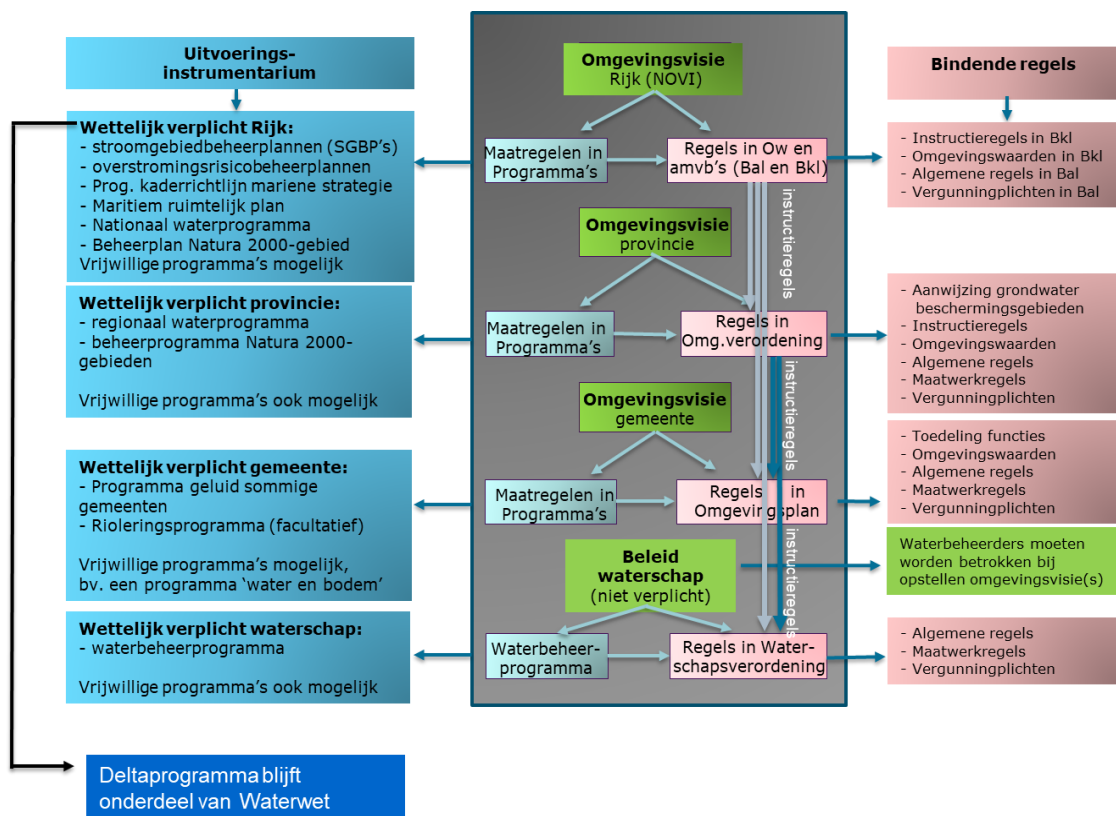 Uitvoerings-
instrumentarium
Wettelijk verplicht Rijk:
- stroomgebiedbeheerplannen (SGBP's)
- overstromingsrisicobeheerplannen
- Prog. kaderrichtlijn mariene strategie
- Maritiem ruimtelijk plan
- Nationaal waterprogramma
- Beheerplan Natura 2000-gebied
Vrijwillige programma's mogelijk
Wettelijk verplicht provincie:
- regionaal waterprogramma
- beheerprogramma Natura 2000-
gebieden
Vrijwillige programma's ook mogelijk
Wettelijk verplicht gemeente:
- Programma geluid sommige
gemeenten
- Rioleringsprogramma (facultatief)
Vrijwillige programma's mogelijk,
bv. een programma 'water en bodem'
Wettelijk verplicht waterschap:
- waterbeheerprogramma
Vrijwillige programma's ook mogelijk
Deltaprogramma blijft
onderdeel van Waterwet
Omgevingsvisie
Rijk (NOVI)
Maatregelen in
Programma's
Regels in Ow en
amvb's (Bal en Bkl)
instructieregels
Omgevingsvisie
provincie
Maatregelen in
Programma's
Regels in
Omg.verordening
instructieregels
Omgevingsvisie
gemeente
Maatregelen in
Programma's
Regels in
Omgevingsplan
instructieregels
Beleid
waterschap
(niet verplicht)
Waterbeheer-
programma
Regels in Water-
schapsverordening
Bindende regels
- Instructieregels in Bkl
- Omgevingswaarden in Bkl
- Algemene regels in Bal
- Vergunningplichten in Bal
- Aanwijzing grondwater
beschermingsgebieden
- Instructieregels
- Omgevingswaarden
- Algemene regels
- Maatwerkregels
- Vergunningplichten
- Toedeling functies
- Omgevingswaarden
- Algemene regels
- Maatwerkregels
- Vergunningplichten
Waterbeheerders moeten
worden betrokken bij
opstellen omgevingsvisie(s)
- Algemene regels
- Maatwerkregels
- Vergunningplichten